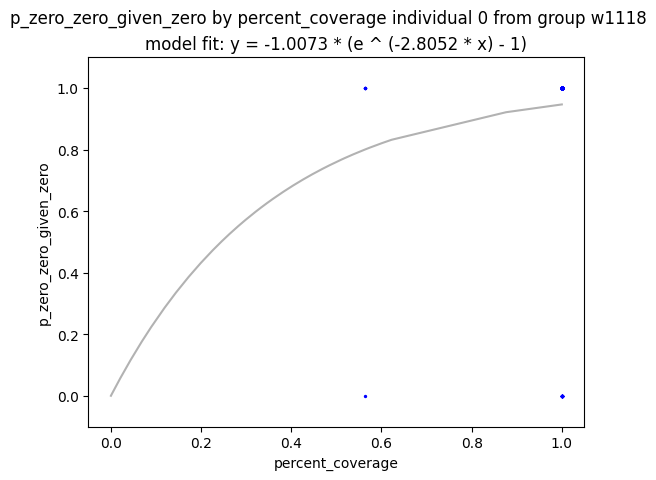 p_zero_zero_given_zero by percent_coverage individual 0 from group w1118
model fit: y = -1.0073 * (e ^ (-2.8052 * x) - 1)
1.0
0.8
0.6
0.4
0.2
0.0
p_zero_zero_given_zero
0.0 0.2 0.4 0.6 0.8 1.0
percent_coverage